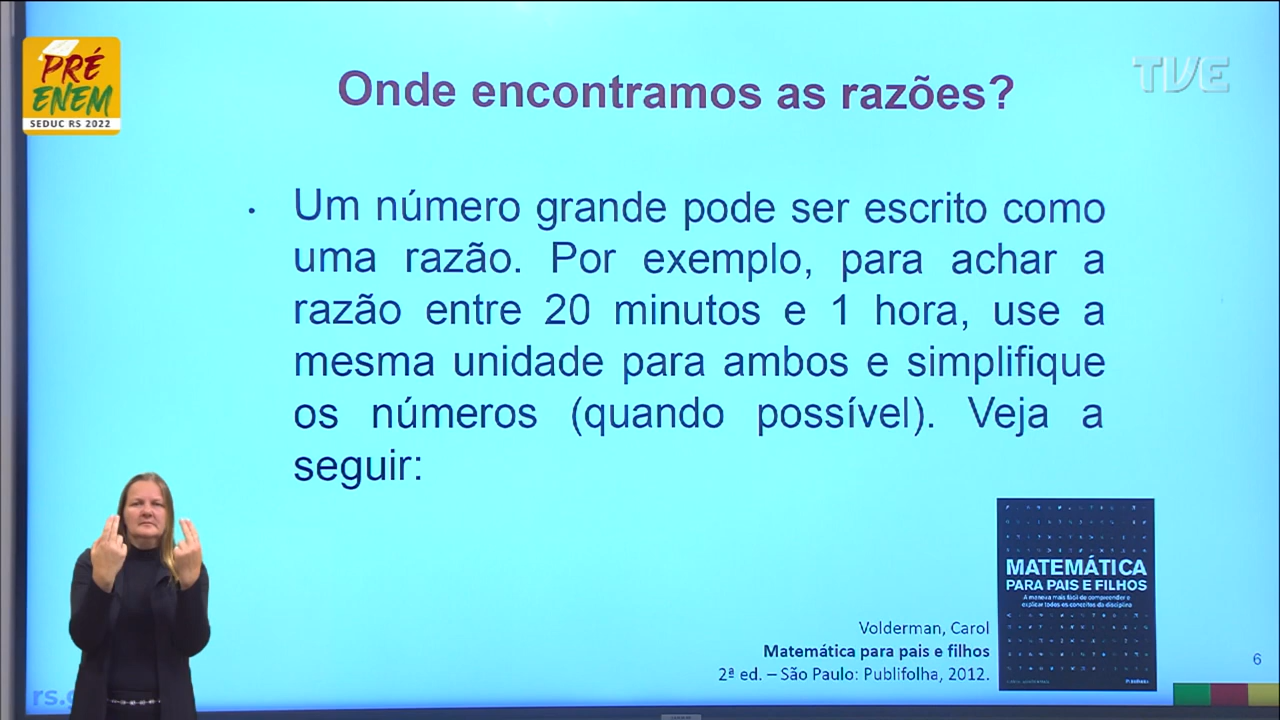 PRÉ
ENEM
SEDUC RS 2022
TVE
Onde encontramos as razões?
• Um número grande pode ser escrito como
uma razão. Por exemplo, para achar a
razão entre 20 minutos e 1 hora, use a
mesma unidade para ambos e simplifique
os números (quando possível). Veja a
seguir:
MATEMÁTICA
PARA PAIS E FILHOS
A maneira mais fácil de compreender e
explicar todos os conceitos da disciplina
Volderman, Carol
Matemática para pais e filhos
2ª ed. – São Paulo: Publifolha, 2012.
6
rs.g